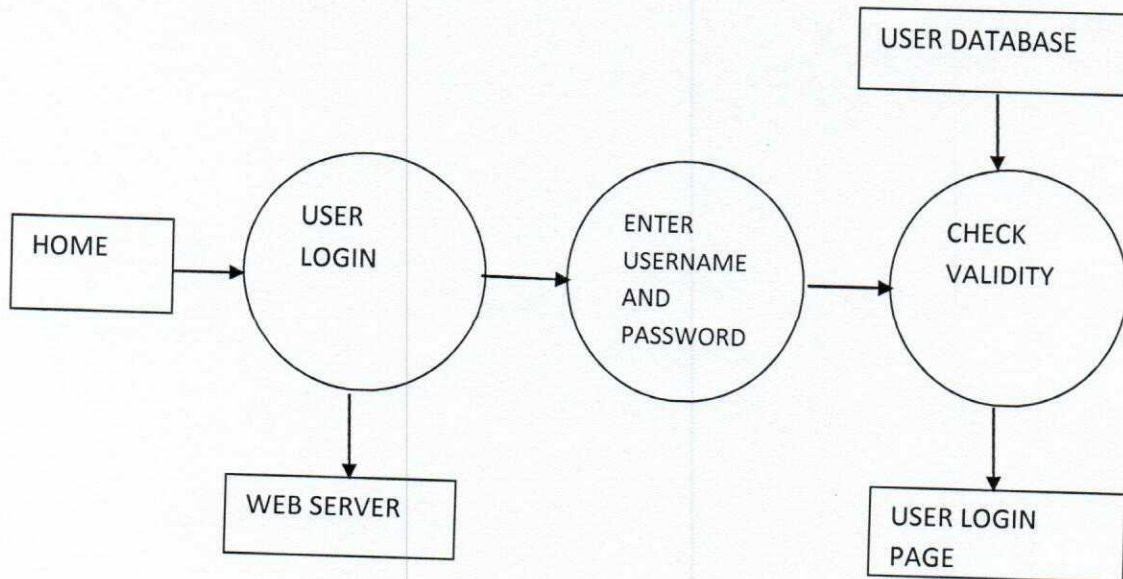 USER DATABASE
HOME
USER
LOGIN
ENTER
USERNAME
AND
PASSWORD
CHECK
VALIDITY
WEB SERVER
USER LOGIN
PAGE